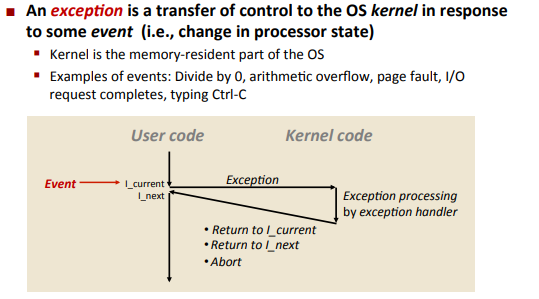 An exception is a transfer of control to the OS kernel in response
to some event (i.e., change in processor state)
Kernel is the memory-resident part of the OS
Examples of events: Divide by 0, arithmetic overflow, page fault, I/O
request completes, typing Ctrl-C
User code
Kernel code
Event
I_current
I_next
Exception
Exception processing
by exception handler
• Return to I_current
• Return to I_next
• Abort